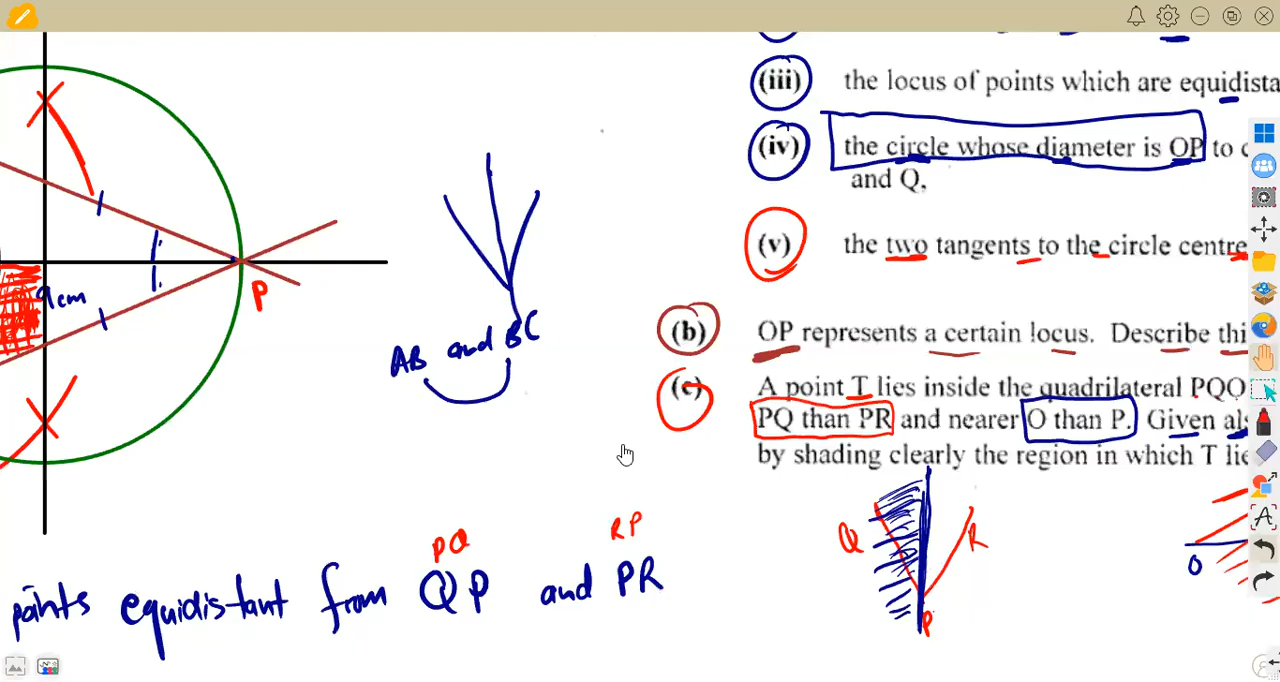 (iii) the locus of points which are equidista
(iv) the circle whose diameter is OP to c
and Q,
(v) the two tangents to the circle centre
(b) OP represents a certain locus. Describe thi
(c) A point T lies inside the quadrilateral PQO
PQ than PR and nearer O than P. Given als
by shading clearly the region in which T lie
9cm
P
AB and BC
PQ
RP
points equidistant from QP and PR
Q
R
P
O
A